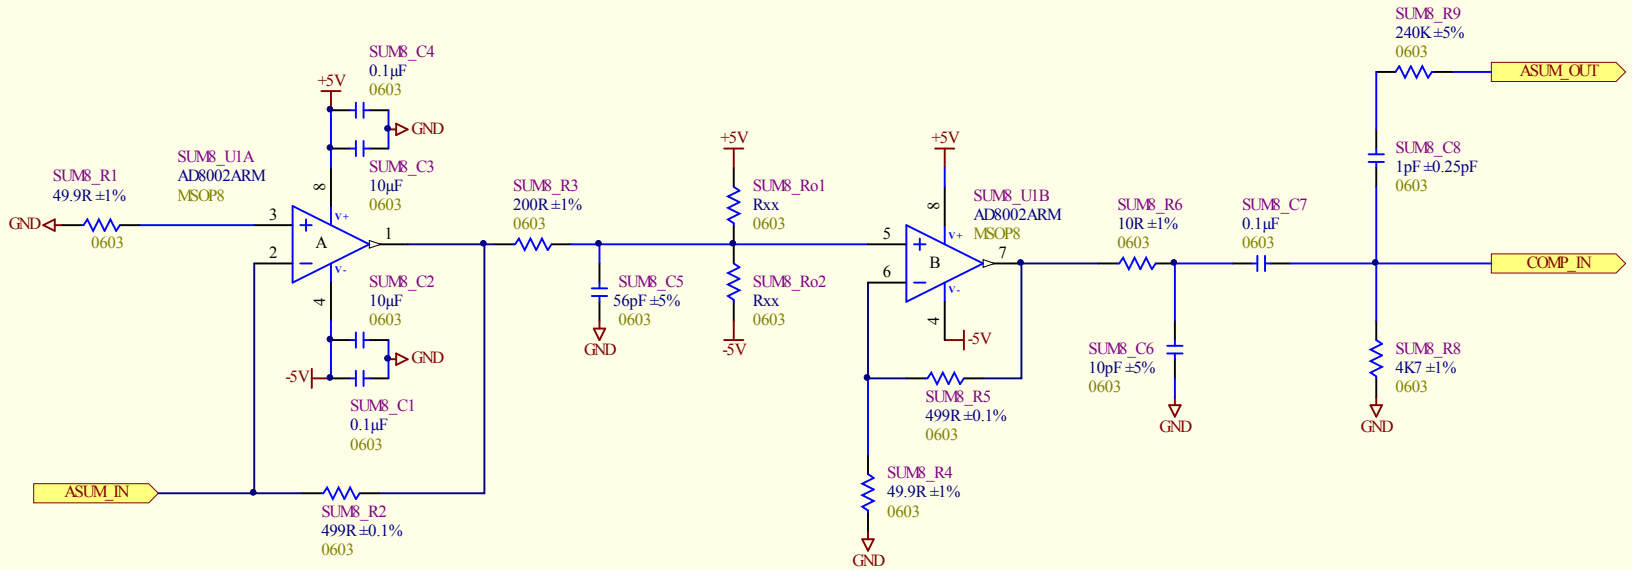 SUM8_R9
240K ±5%
0603
ASUM_OUT
SUM8_C4
0.1µF
0603
+5V
GND
SUM8_C3
10µF
0603
SUM8_U1A
AD8002ARM
MSOP8
SUM8_R1
49.9R ±1%
0603
GND
8
3
2
1
4
V+
V-
A
SUM8_C2
10µF
0603
GND
-5V
SUM8_C1
0.1µF
0603
ASUM_IN
SUM8_R2
499R ±0.1%
0603
SUM8_R3
200R ±1%
0603
SUM8_C5
56pF ±5%
0603
GND
+5V
SUM8_Ro1
Rxx
0603
SUM8_Ro2
Rxx
0603
-5V
+5V
8
SUM8_U1B
AD8002ARM
MSOP8
5
6
7
4
V+
V-
B
-5V
SUM8_R5
499R ±0.1%
0603
SUM8_R4
49.9R ±1%
0603
GND
SUM8_R6
10R ±1%
0603
SUM8_C7
0.1µF
0603
SUM8_C6
10pF ±5%
0603
GND
SUM8_C8
1pF ±0.25pF
0603
COMP_IN
SUM8_R8
4K7 ±1%
0603
GND